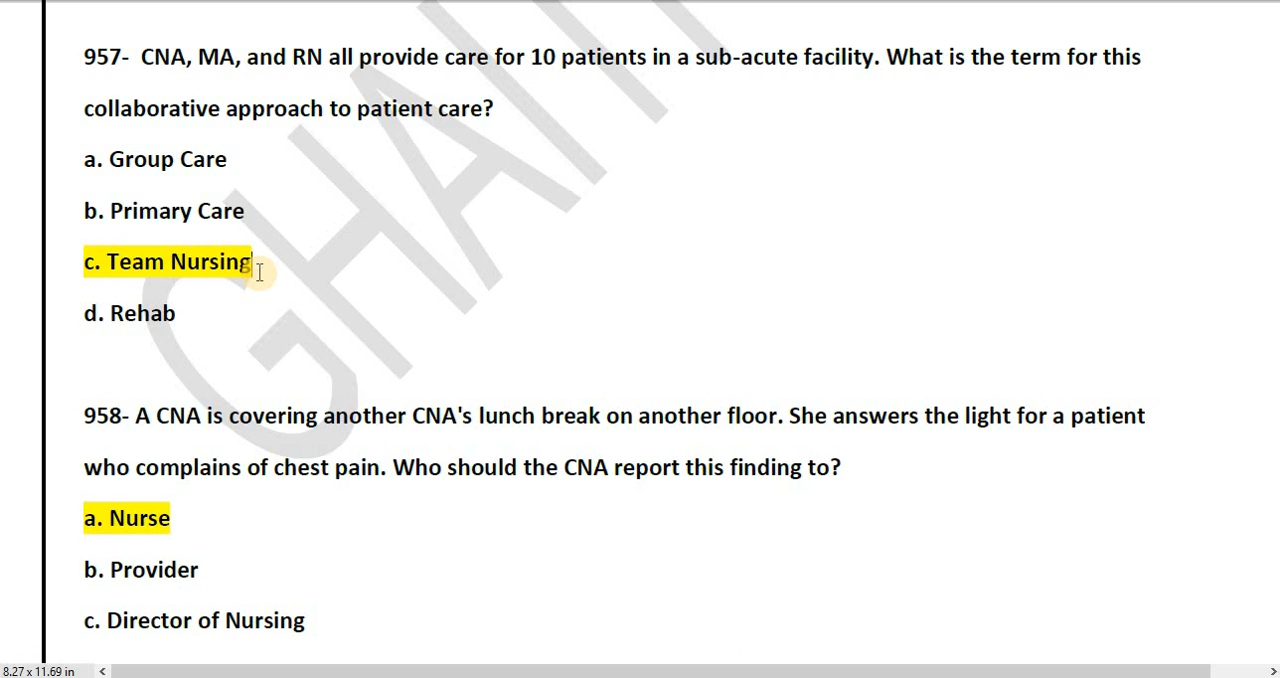 957-  CNA, MA, and RN all provide care for 10 patients in a sub-acute facility. What is the term for this
collaborative approach to patient care?
a. Group Care
b. Primary Care
c. Team Nursing
d. Rehab
958- A CNA is covering another CNA's lunch break on another floor. She answers the light for a patient
who complains of chest pain. Who should the CNA report this finding to?
a. Nurse
b. Provider
c. Director of Nursing
8.27 x 11.69 in